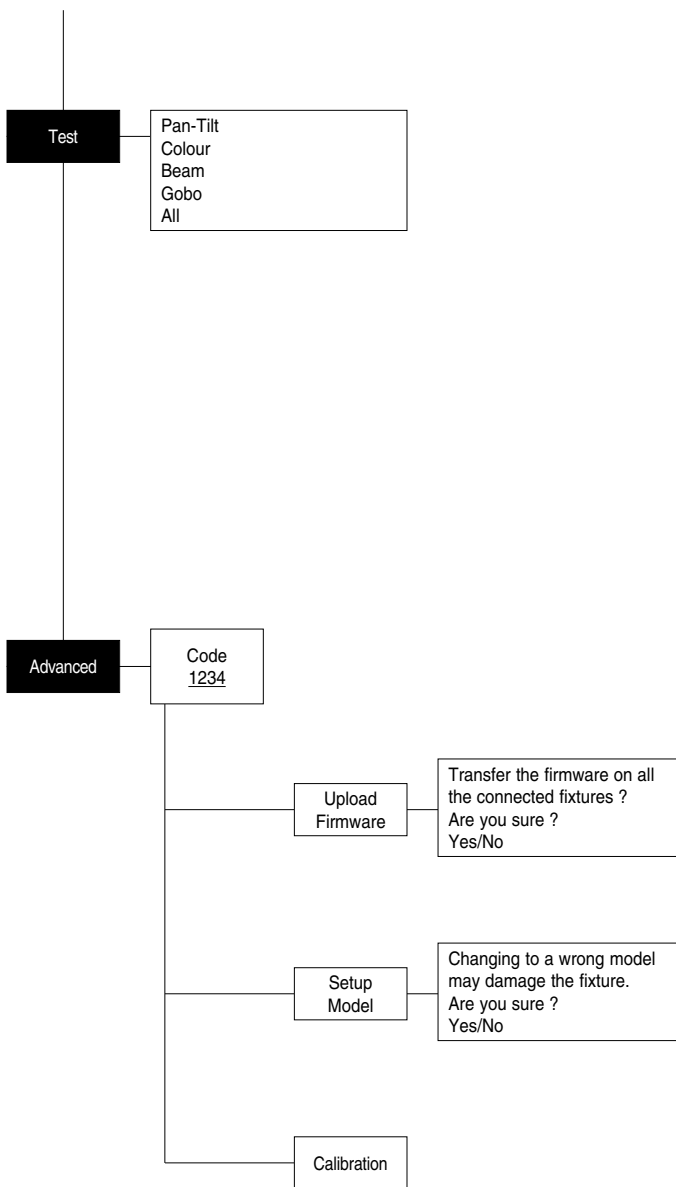 Test
Pan-Tilt
Colour
Beam
Gobo
All
Advanced
Code
1234
Upload
Firmware
Transfer the firmware on all
the connected fixtures ?
Are you sure ?
Yes/No
Setup
Model
Changing to a wrong model
may damage the fixture.
Are you sure ?
Yes/No
Calibration